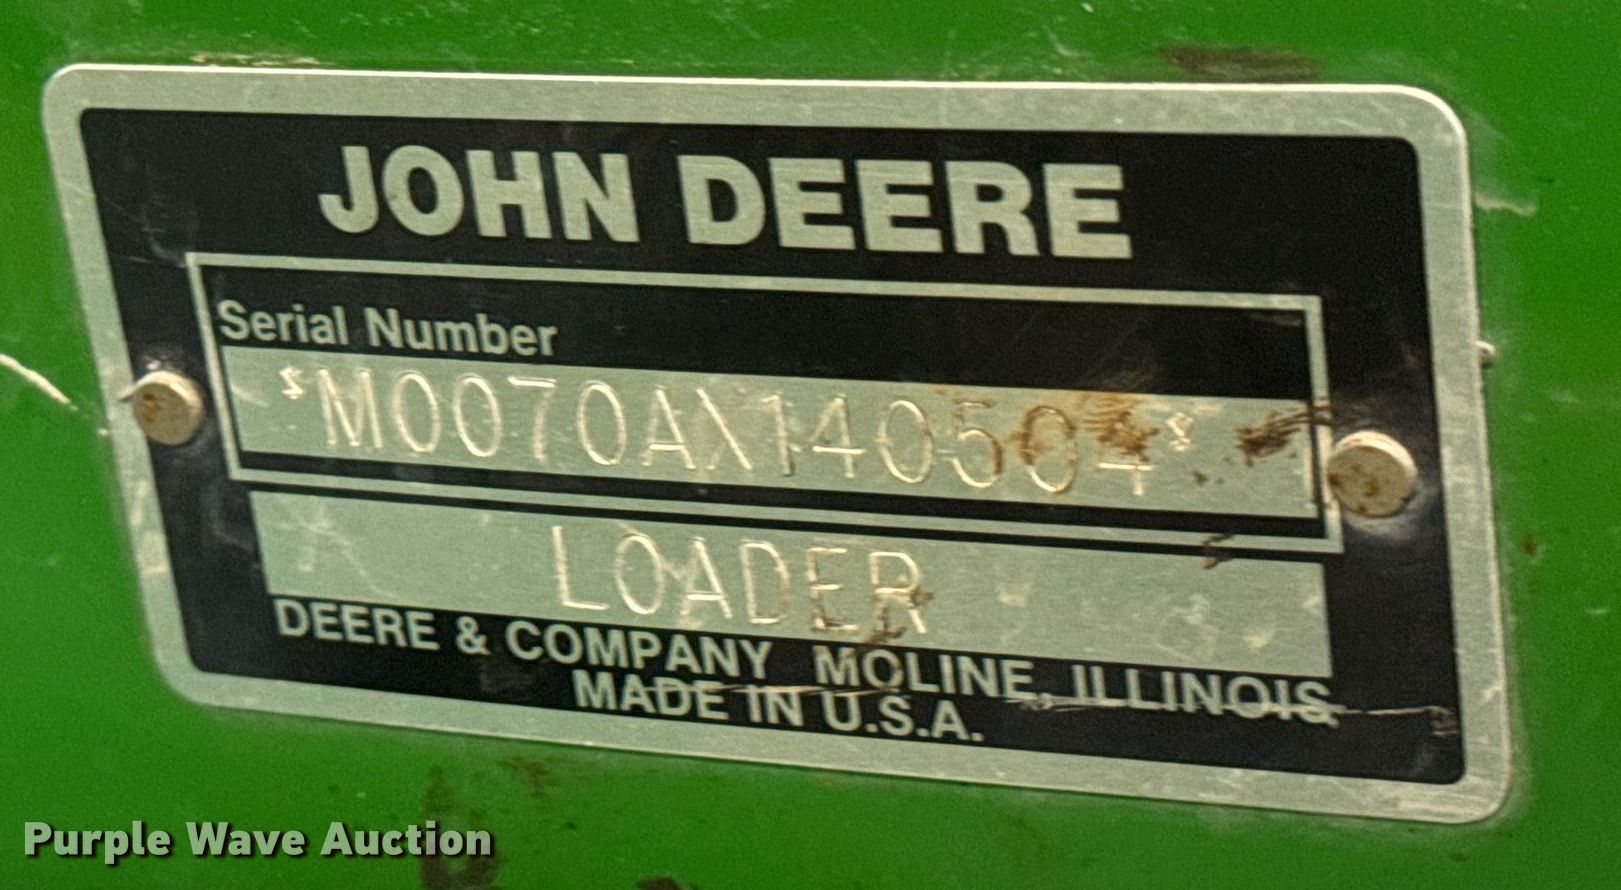 JOHN DEERE
Serial Number
*M0070AX140504*
LOADER
DEERE & COMPANY MOLINE, ILLINOIS
MADE IN U.S.A.
Purple Wave Auction